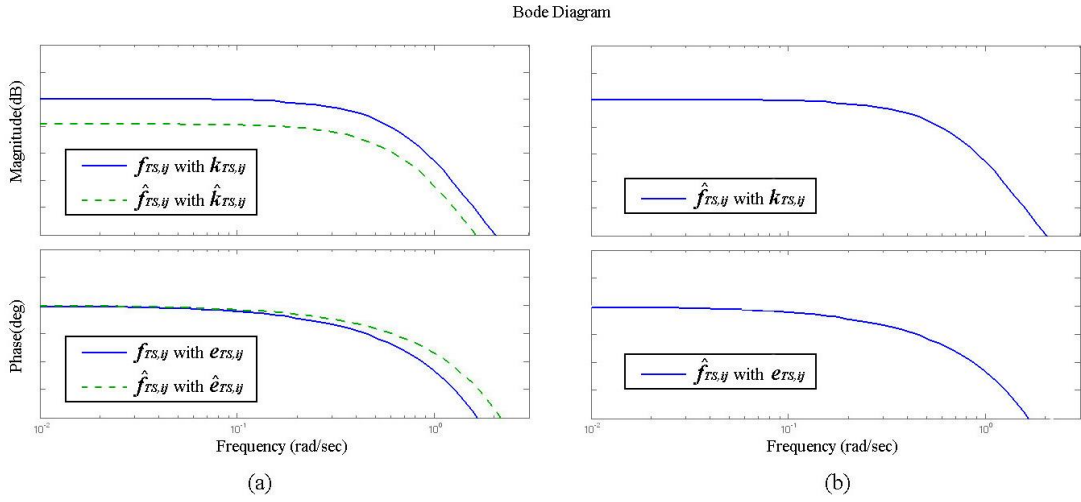 Bode Diagram
Magnitude(dB)
f_TS,ij with k_TS,ij
f̂_TS,ij with k̂_TS,ij
Phase(deg)
f_TS,ij with e_TS,ij
f̂_TS,ij with ê_TS,ij
10^-2 10^-1 10^0
Frequency (rad/sec)
(a)
f̂_TS,ij with k_TS,ij
f̂_TS,ij with e_TS,ij
10^-2 10^-1 10^0
Frequency (rad/sec)
(b)